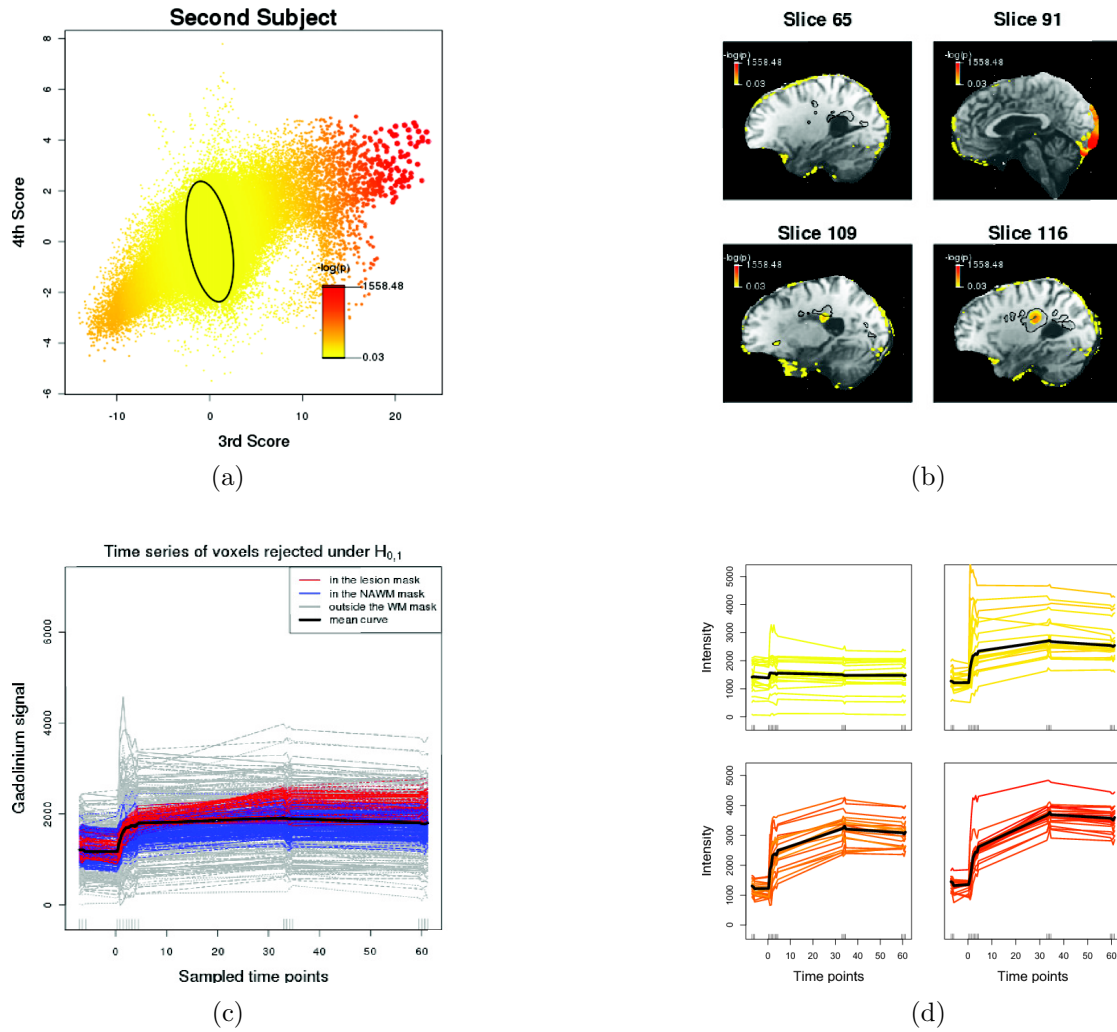 Second Subject
8
6
4
2
0
-2
-4
-6
4th Score
-log(p)
1558.48
0.03
-10 0 10 20
3rd Score
(a)
Slice 65
-log(p)
1558.48
0.03
Slice 91
-log(p)
1558.48
0.03
Slice 109
-log(p)
1558.48
0.03
Slice 116
-log(p)
1558.48
0.03
(b)
Time series of voxels rejected under H0,1
in the lesion mask
in the NAWM mask
outside the WM mask
mean curve
6000
4000
2000
0
Gadolinium signal
0 10 20 30 40 50 60
Sampled time points
(c)
5000
4000
3000
2000
1000
0
Intensity
5000
4000
3000
2000
1000
0
Intensity
0 10 20 30 40 50 60
Time points
0 10 20 30 40 50 60
Time points
(d)